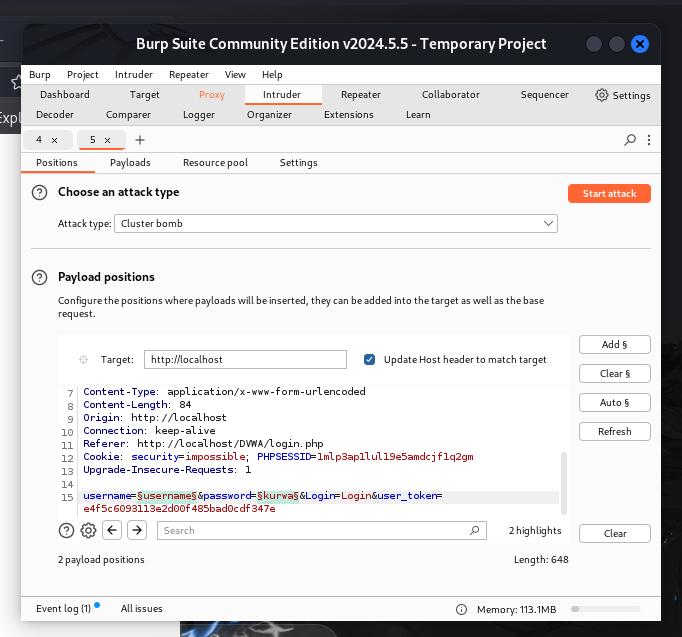 Burp Suite Community Edition v2024.5.5 - Temporary Project
Burp Project Intruder Repeater View Help
Dashboard Target Proxy Intruder Repeater Collaborator Sequencer Settings
Decoder Comparer Logger Organizer Extensions Learn
Expl
4 × 5 × +
Positions Payloads Resource pool Settings
? Choose an attack type
Start attack
Attack type: Cluster bomb
? Payload positions
Configure the positions where payloads will be inserted, they can be added into the target as well as the base
request.
Add §
Target: http://localhost Update Host header to match target
Clear §
Auto §
Refresh
7 Content-Type: application/x-www-form-urlencoded
8 Content-Length: 84
9 Origin: http://localhost
10 Connection: keep-alive
11 Referer: http://localhost/DVWA/login.php
12 Cookie: security=impossible; PHPSESSID=1mlp3ap1lul19e5amdcjf1q2gm
13 Upgrade-Insecure-Requests: 1
14
15 username=§username§&password=§kurwa§&Login=Login&user_token=
e4f5c6093113e2d00f485bad0cdf347e
? Search 2 highlights Clear
2 payload positions Length: 648
Event log (1) All issues Memory: 113.1MB